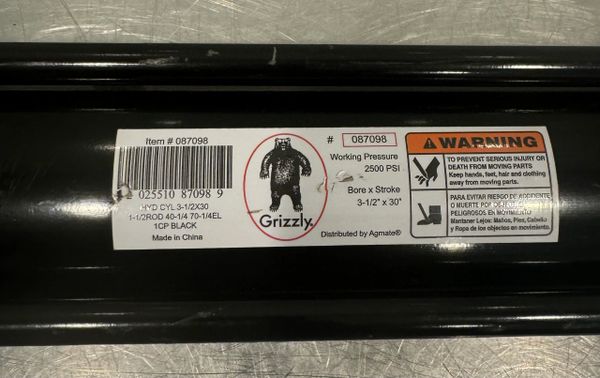 Item # 087098
025510 87098 9
HYD CYL 3-1/2X30
1-1/2ROD 40-1/4 70-1/4EL
1CP BLACK
Made in China
Grizzly.
# 087098
Working Pressure
2500 PSI
Bore x Stroke
3-1/2" x 30"
Distributed by Agmate®
WARNING
TO PREVENT SERIOUS INJURY OR
DEATH FROM MOVING PARTS
Keep hands, feet, hair and clothing
away from moving parts.
PARA EVITAR RIESGO DE ACCIDENTE
O MUERTE POR
PELIGROSOS EN MOVIMIENTO
Mantaner Lejos: Maños, Pies, Cabello
y Ropa de los objectos en movimiento.